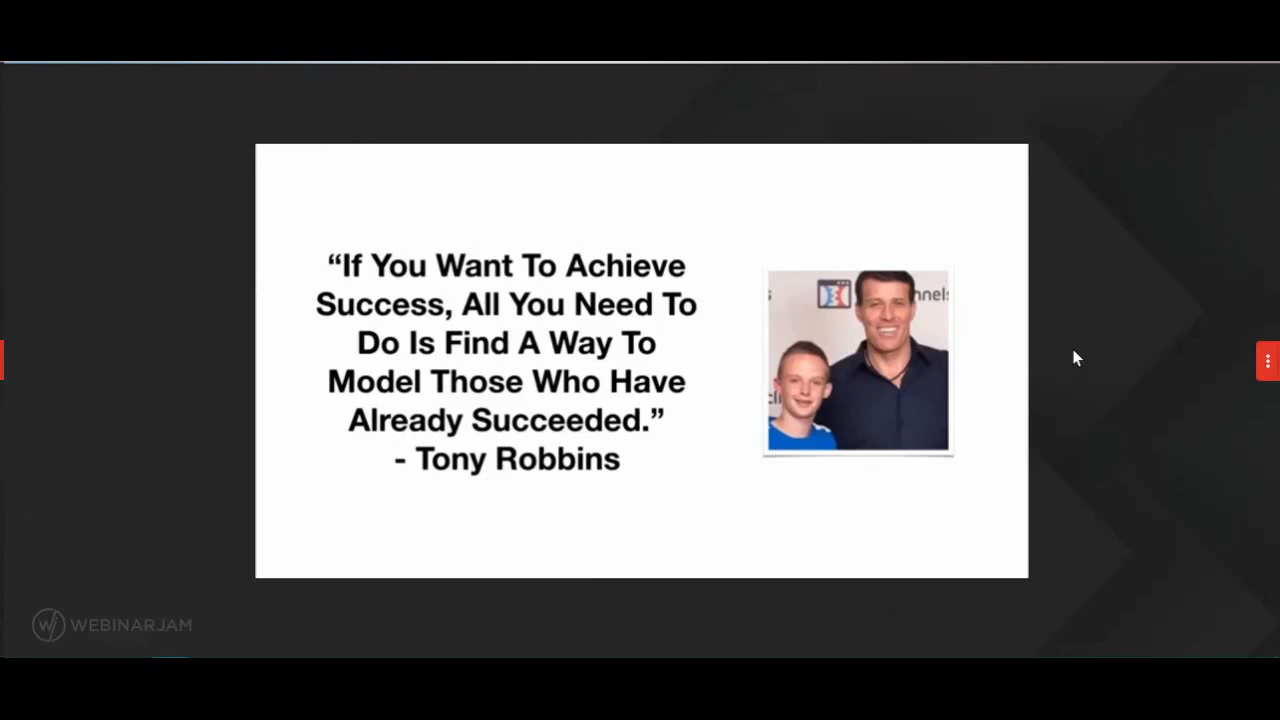 “If You Want To Achieve
Success, All You Need To
Do Is Find A Way To
Model Those Who Have
Already Succeeded.”
- Tony Robbins
nnels
WEBINARJAM